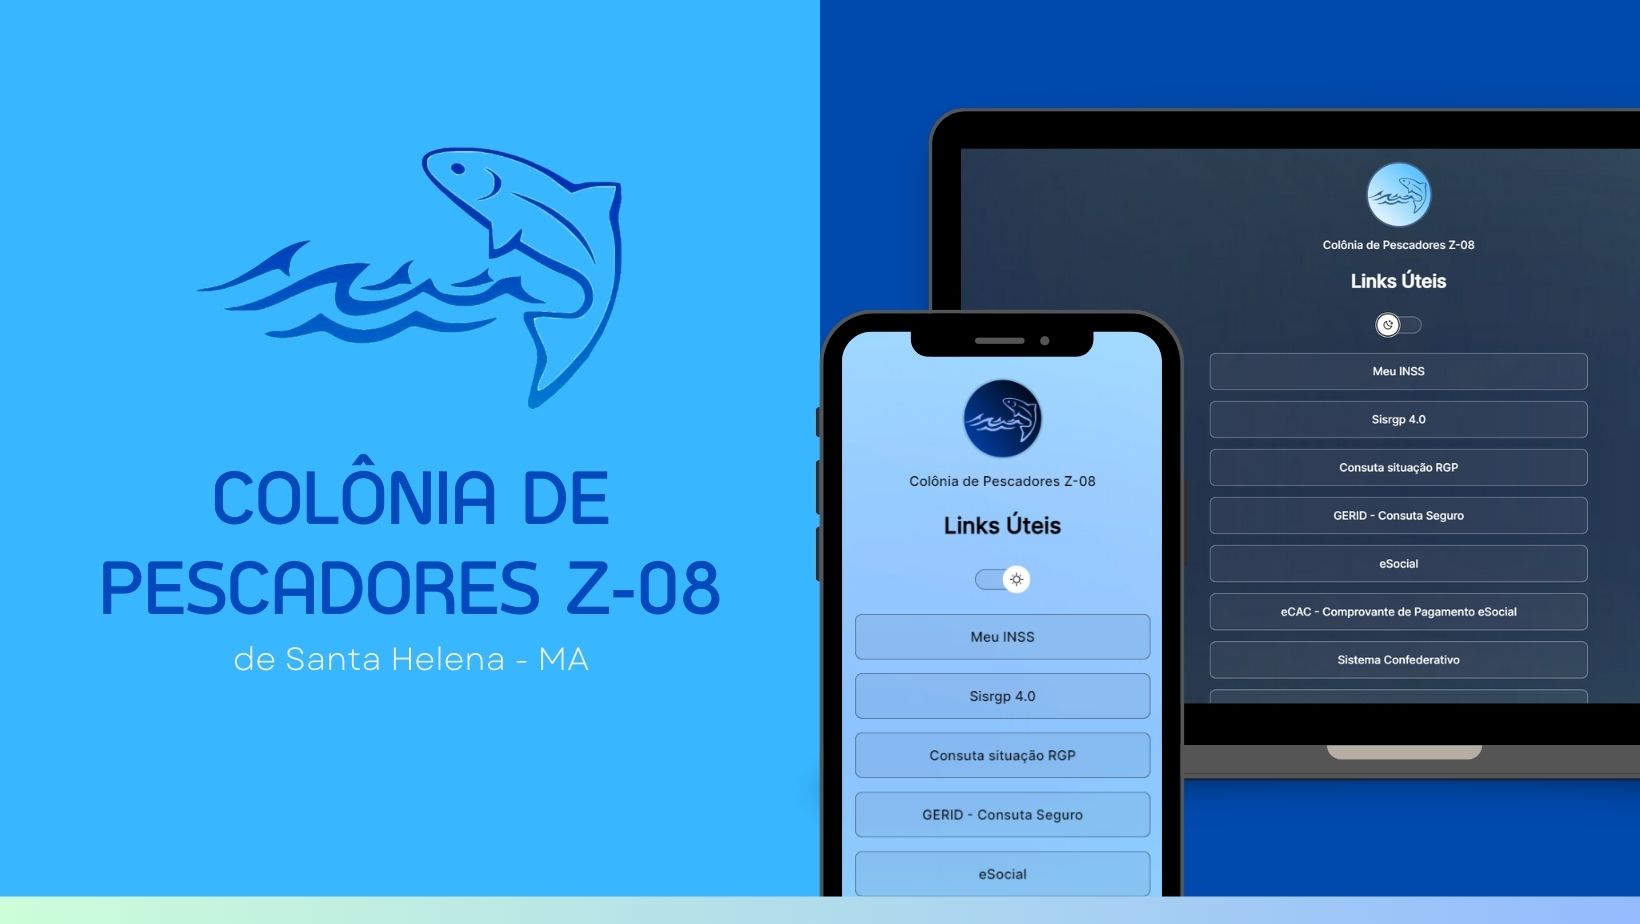 COLÔNIA DE
PESCADORES Z-08
de Santa Helena - MA
Colônia de Pescadores Z-08
Links Úteis
Meu INSS
Sisrgp 4.0
Consuta situação RGP
GERID - Consuta Seguro
eSocial
Colônia de Pescadores Z-08
Links Úteis
Meu INSS
Sisrgp 4.0
Consuta situação RGP
GERID - Consuta Seguro
eSocial
eCAC - Comprovante de Pagamento eSocial
Sistema Confederativo